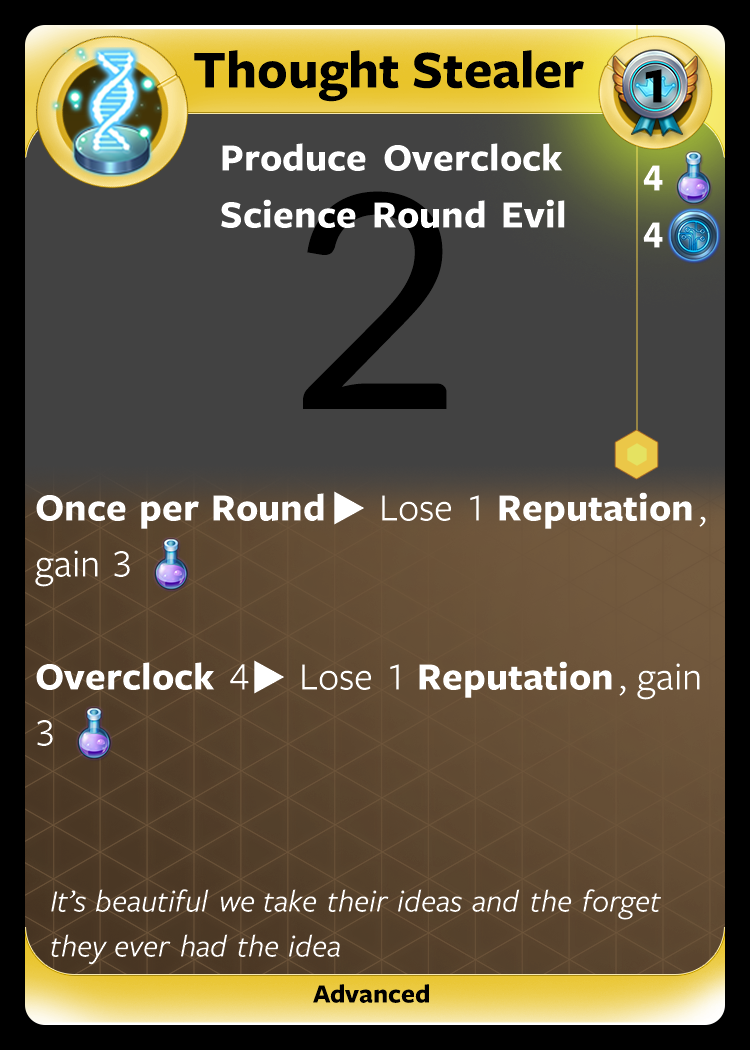 Thought Stealer
1
Produce Overclock
4
Science Round Evil
4
2
Once per Round▶ Lose 1 Reputation,
gain 3
Overclock 4▶ Lose 1 Reputation, gain
3
It's beautiful we take their ideas and the forget
they ever had the idea
Advanced